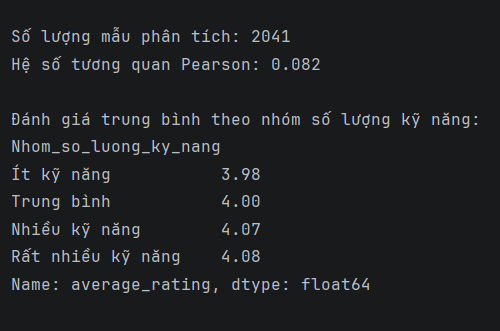 Số lượng mẫu phân tích: 2041
Hệ số tương quan Pearson: 0.082
Đánh giá trung bình theo nhóm số lượng kỹ năng:
Nhom_so_luong_ky_nang
Ít kỹ năng 3.98
Trung bình 4.00
Nhiều kỹ năng 4.07
Rất nhiều kỹ năng 4.08
Name: average_rating, dtype: float64